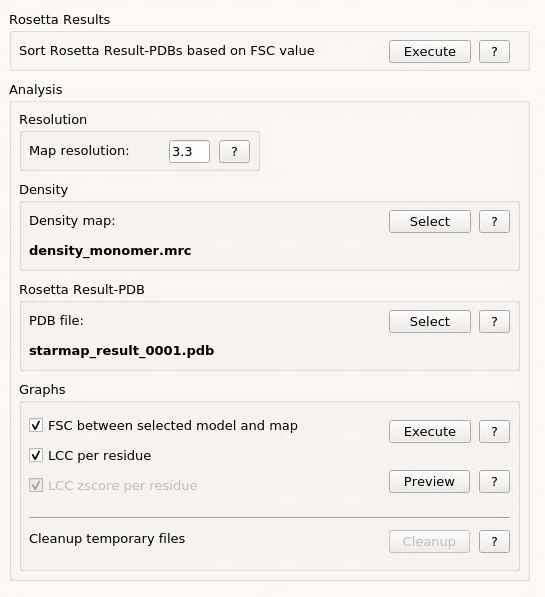 Rosetta Results
Sort Rosetta Result-PDBs based on FSC value Execute ?
Analysis
Resolution
Map resolution: 3.3 ?
Density
Density map: Select ?
density_monomer.mrc
Rosetta Result-PDB
PDB file: Select ?
starmap_result_0001.pdb
Graphs
FSC between selected model and map Execute ?
LCC per residue
LCC zscore per residue Preview ?
Cleanup temporary files Cleanup ?